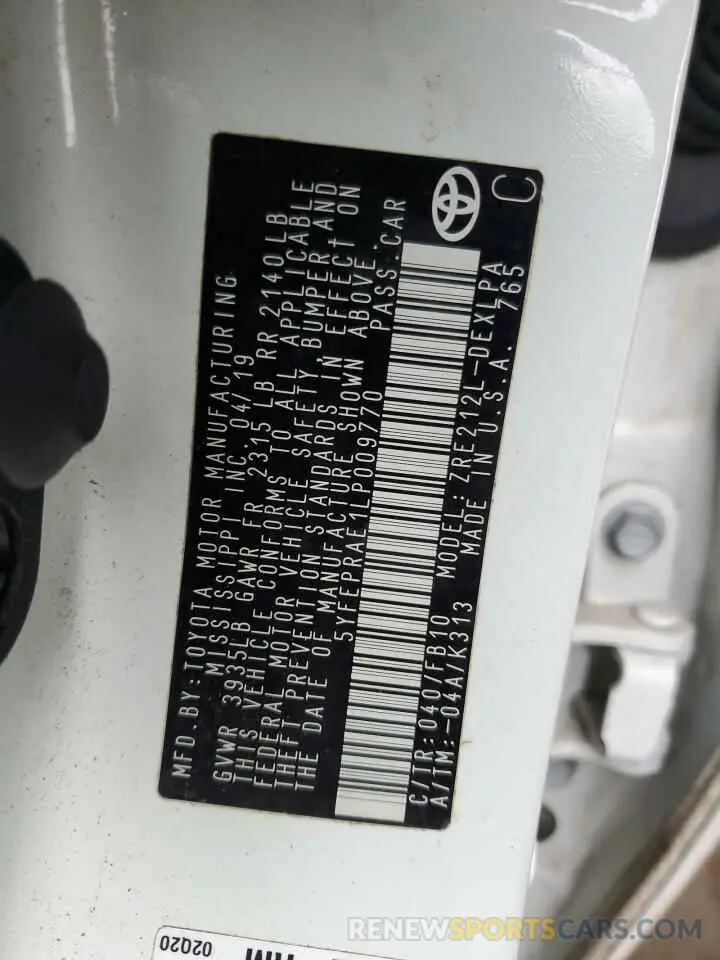 MFD.BY:TOYOTA MOTOR MANUFACTURING
MISSISSIPPI INC. 04/19
GVWR 3935LB GAWR FR 2315 LB RR 2140 LB
THIS VEHICLE CONFORMS TO ALL APPLICABLE
FEDERAL MOTOR VEHICLE SAFETY, BUMPER AND
THEFT PREVENTION STANDARDS IN EFFECT ON
THE DATE OF MANUFACTURE SHOWN ABOVE.
5YFEPRAE1LP009770 PASS.CAR
C/TR:040/FB10 MODEL:ZRE212L-DEXLPA
A/TM:-04A/K313 MADE IN U.S.A. 765
C
02Q20
RENEWSPORTSCARS.COM